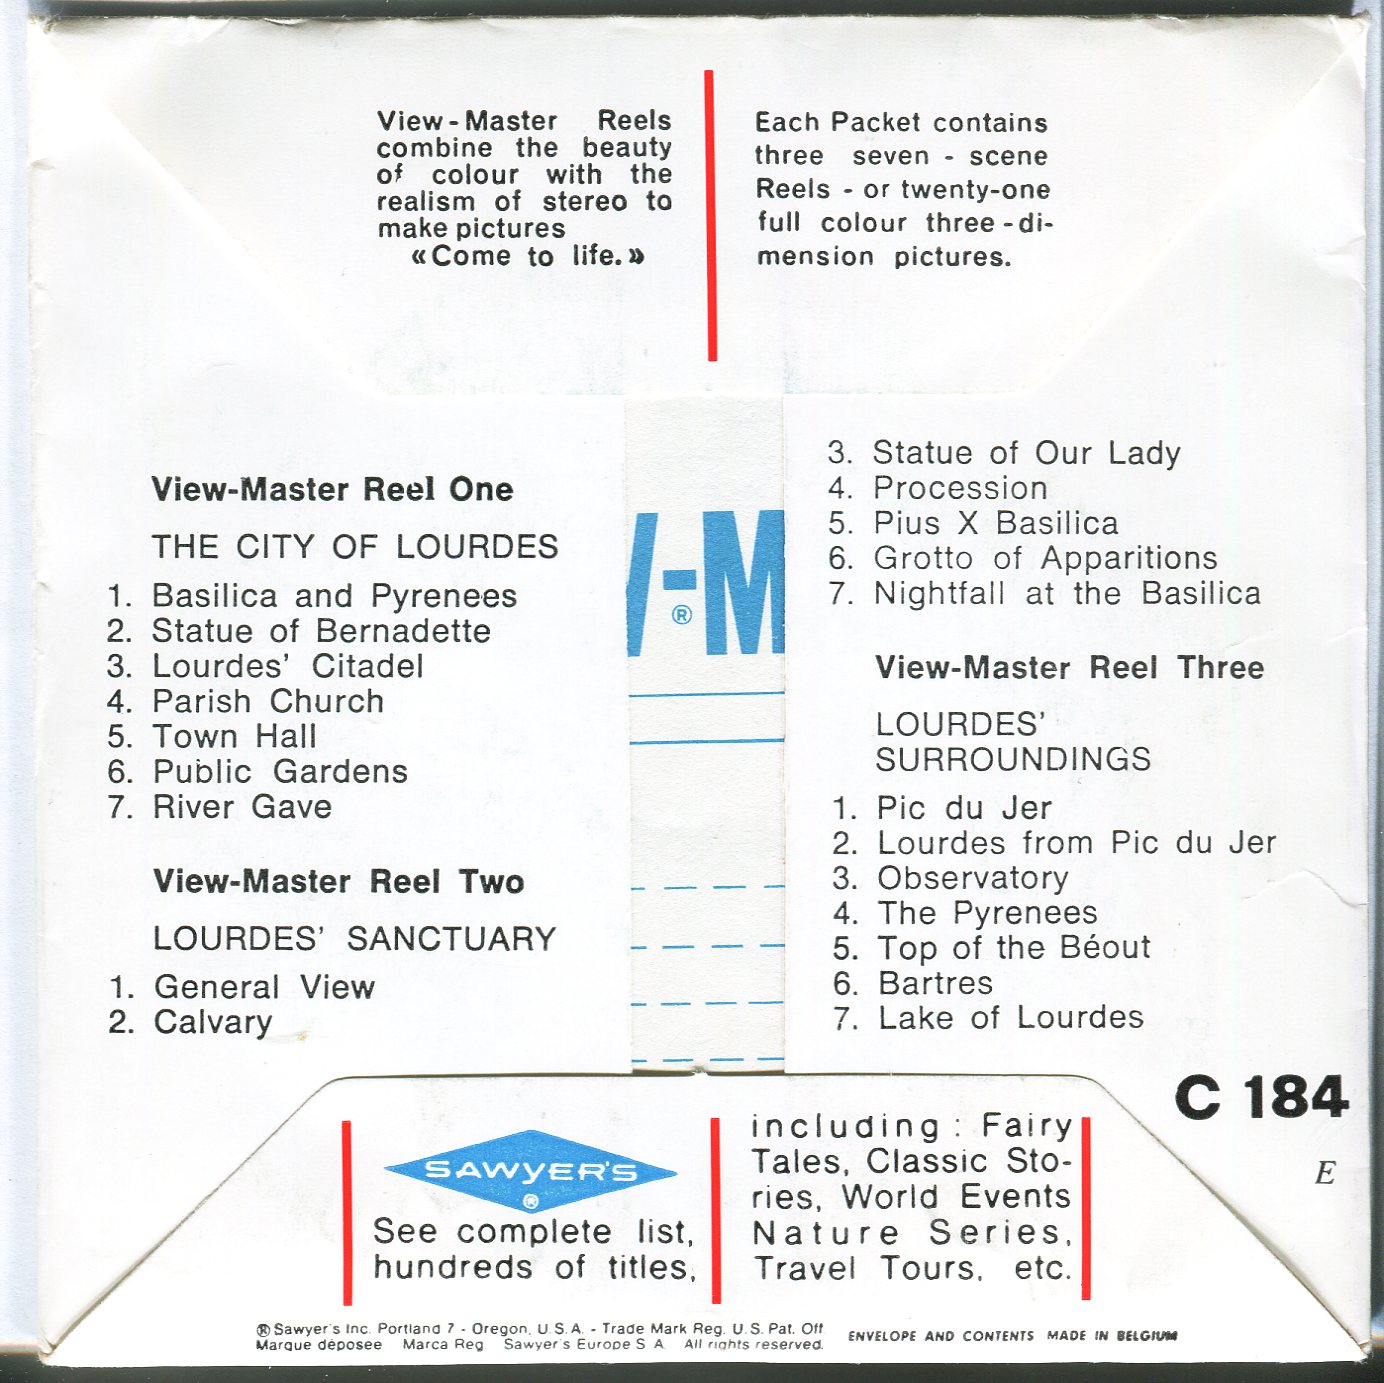 View-Master Reels
combine the beauty
of colour with the
realism of stereo to
make pictures
«Come to life.»
Each Packet contains
three seven - scene
Reels - or twenty-one
full colour three-di-
mension pictures.
View-Master Reel One
THE CITY OF LOURDES
1. Basilica and Pyrenees
2. Statue of Bernadette
3. Lourdes' Citadel
4. Parish Church
5. Town Hall
6. Public Gardens
7. River Gave
View-Master Reel Two
LOURDES' SANCTUARY
1. General View
2. Calvary
W-M
®
3. Statue of Our Lady
4. Procession
5. Pius X Basilica
6. Grotto of Apparitions
7. Nightfall at the Basilica
View-Master Reel Three
LOURDES'
SURROUNDINGS
1. Pic du Jer
2. Lourdes from Pic du Jer
3. Observatory
4. The Pyrenees
5. Top of the Béout
6. Bartres
7. Lake of Lourdes
C 184
E
SAWYER'S
®
See complete list,
hundreds of titles,
including : Fairy
Tales, Classic Sto-
ries, World Events
Nature Series,
Travel Tours, etc.
® Sawyer's Inc. Portland 7 - Oregon, U.S.A. - Trade Mark Reg. U.S. Pat. Off.
Marque déposee Marca Reg. Sawyer's Europe S.A. All rights reserved.
ENVELOPE AND CONTENTS MADE IN BELGIUM